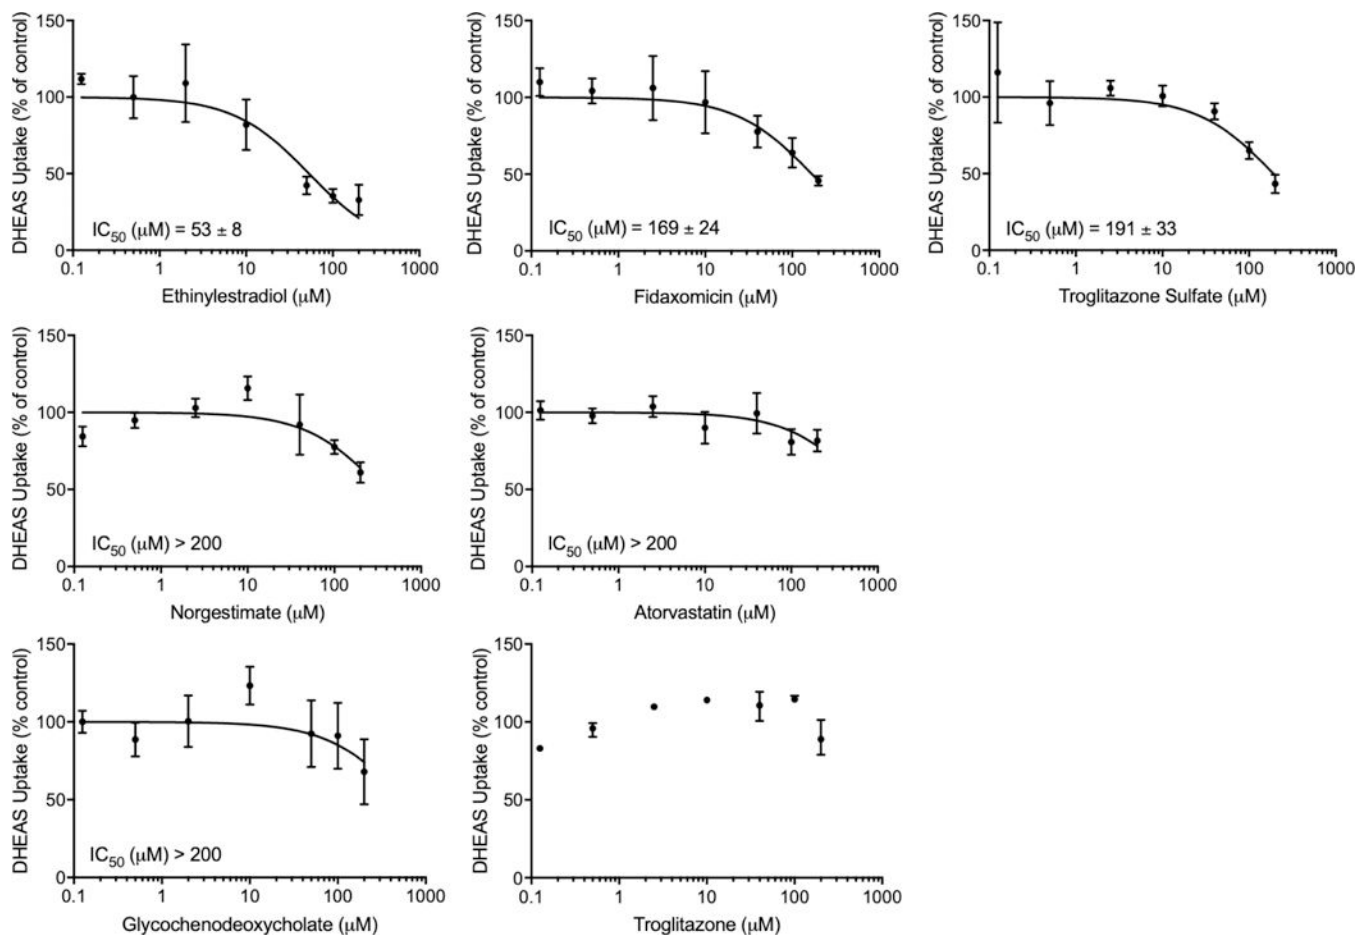 150
100
50
0
DHEAS Uptake (% of control)
IC50 (μM) = 53 ± 8
0.1 1 10 100 1000
Ethinylestradiol (μM)
150
100
50
0
DHEAS Uptake (% of control)
IC50 (μM) = 169 ± 24
0.1 1 10 100 1000
Fidaxomicin (μM)
150
100
50
0
DHEAS Uptake (% of control)
IC50 (μM) = 191 ± 33
0.1 1 10 100 1000
Troglitazone Sulfate (μM)
150
100
50
0
DHEAS Uptake (% of control)
IC50 (μM) > 200
0.1 1 10 100 1000
Norgestimate (μM)
150
100
50
0
DHEAS Uptake (% of control)
IC50 (μM) > 200
0.1 1 10 100 1000
Atorvastatin (μM)
150
100
50
0
DHEAS Uptake (% control)
IC50 (μM) > 200
0.1 1 10 100 1000
Glycochenodeoxycholate (μM)
150
100
50
0
DHEAS Uptake (% control)
0.1 1 10 100 1000
Troglitazone (μM)